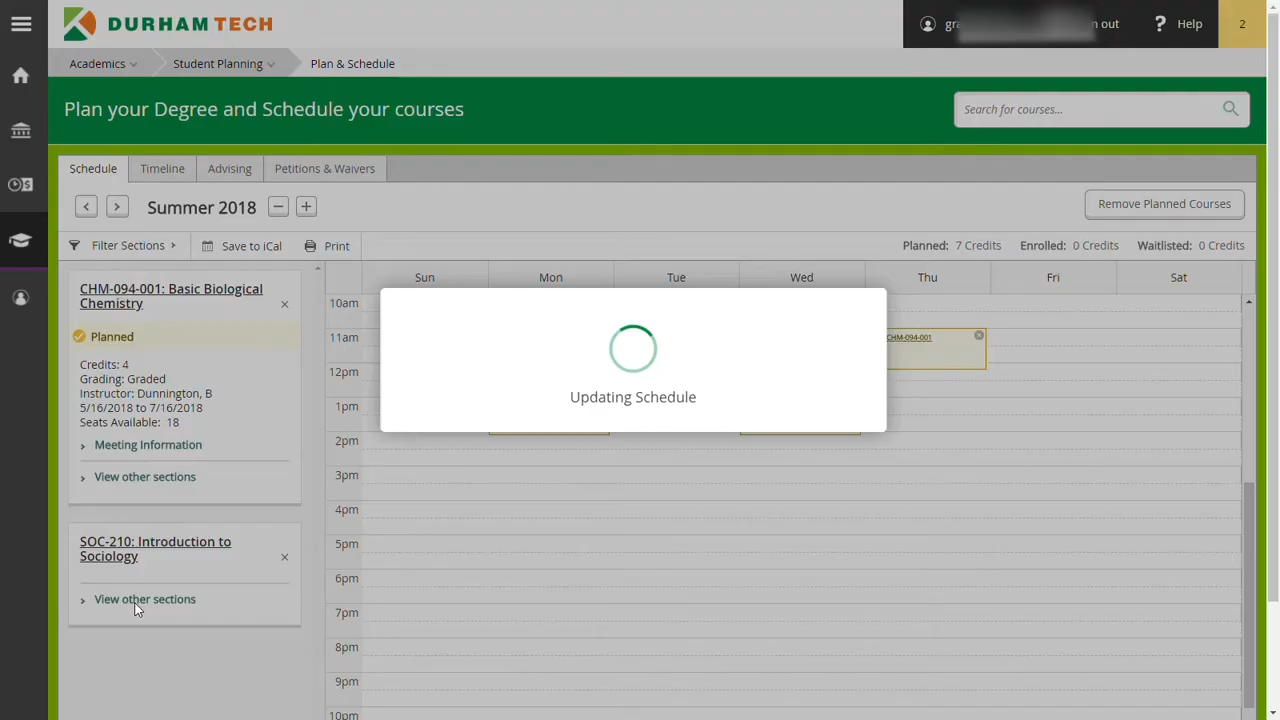 DURHAM TECH
gra
out
Help
2
Academics
Student Planning
Plan & Schedule
Plan your Degree and Schedule your courses
Search for courses...
Schedule
Timeline
Advising
Petitions & Waivers
Summer 2018
Remove Planned Courses
Filter Sections
Save to iCal
Print
Planned: 7 Credits
Enrolled: 0 Credits
Waitlisted: 0 Credits
CHM-094-001: Basic Biological
Chemistry
Planned
Credits: 4
Grading: Graded
Instructor: Dunnington, B
5/16/2018 to 7/16/2018
Seats Available: 18
Meeting Information
View other sections
SOC-210: Introduction to
Sociology
View other sections
Sun
Mon
Tue
Wed
Thu
Fri
Sat
10am
11am
CHM-094-001
12pm
1pm
2pm
3pm
4pm
5pm
6pm
7pm
8pm
9pm
10pm
Updating Schedule